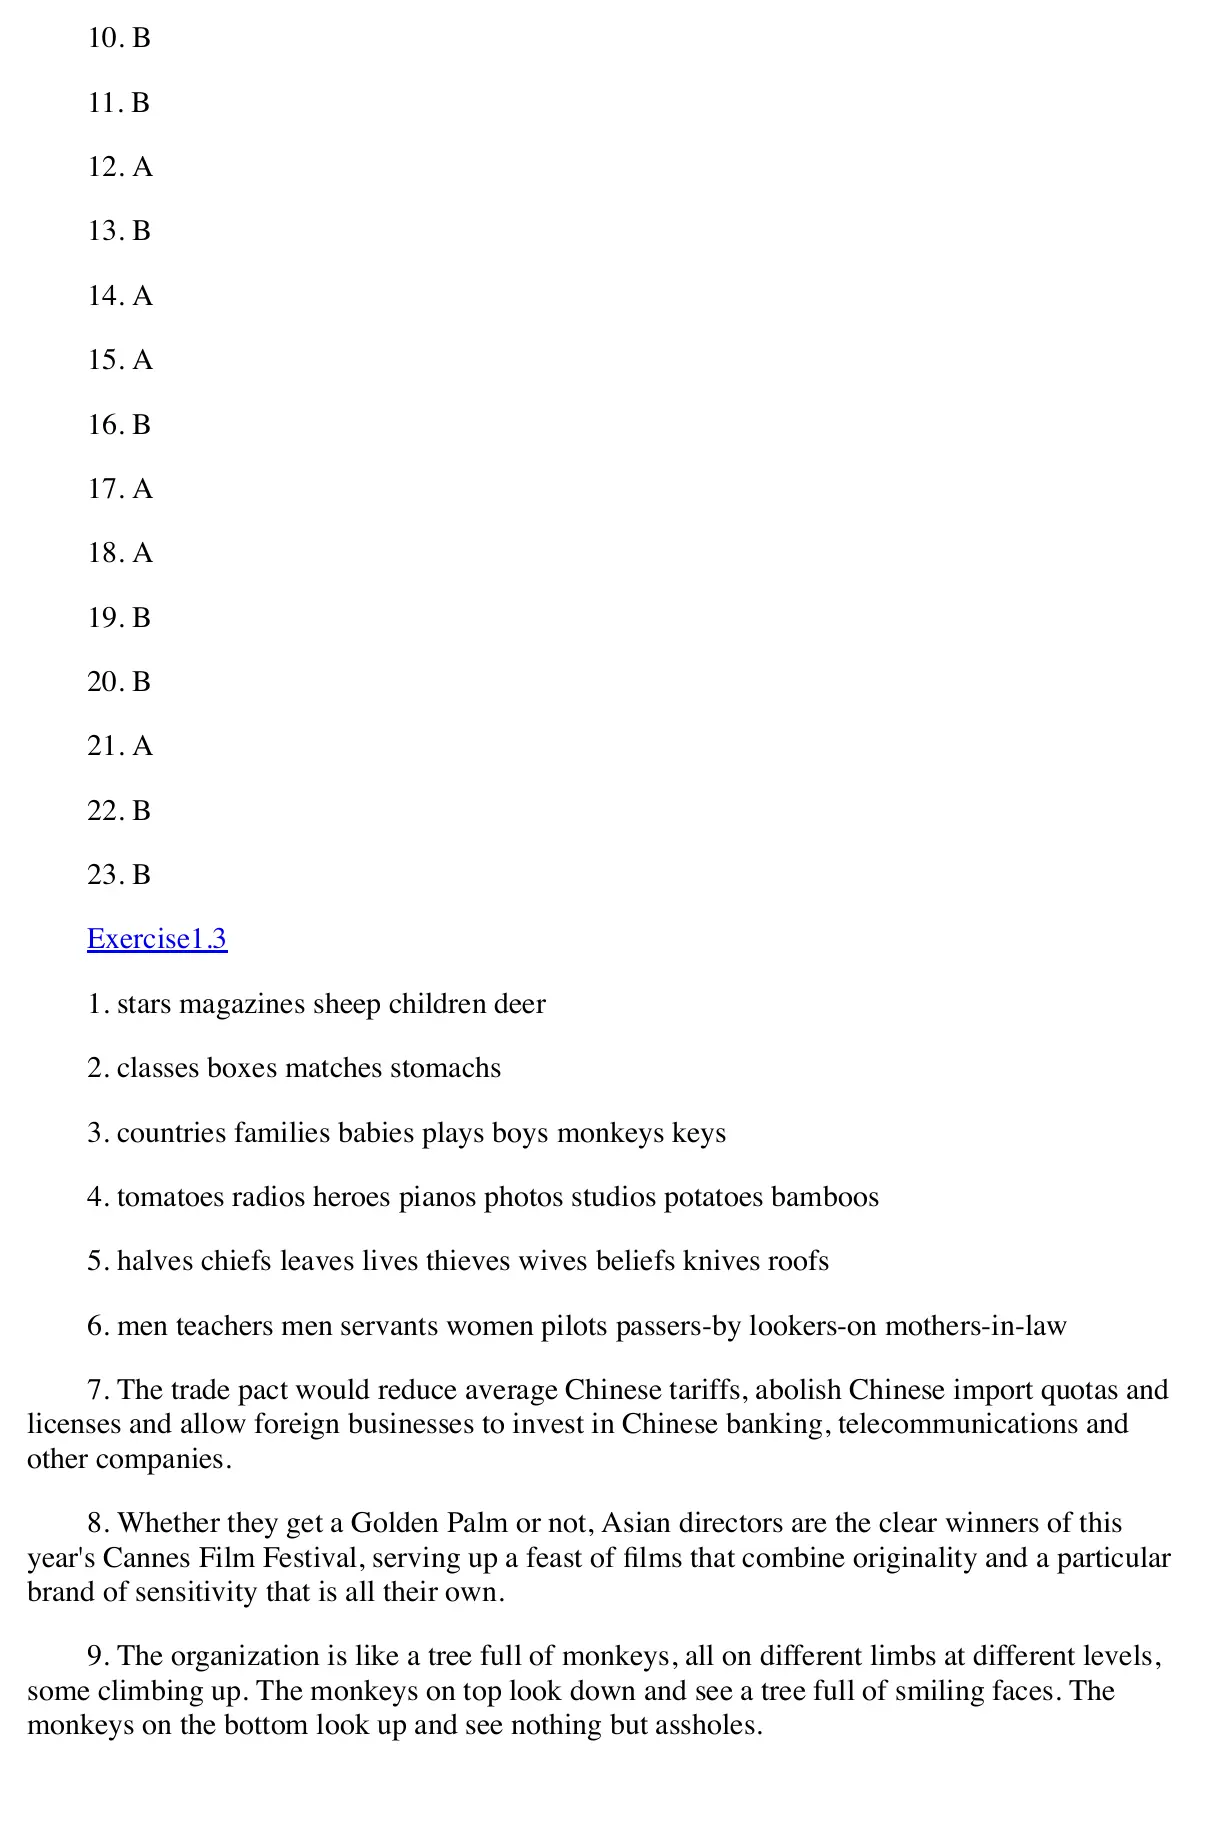 10. B
11. B
12. A
13. B
14. A
15. A
16. B
17. A
18. A
19. B
20. B
21. A
22. B
23. B
Exercise1.3
1. stars magazines sheep children deer
2. classes boxes matches stomachs
3. countries families babies plays boys monkeys keys
4. tomatoes radios heroes pianos photos studios potatoes bamboos
5. halves chiefs leaves lives thieves wives beliefs knives roofs
6. men teachers men servants women pilots passers-by lookers-on mothers-in-law
7. The trade pact would reduce average Chinese tariffs, abolish Chinese import quotas and
licenses and allow foreign businesses to invest in Chinese banking, telecommunications and
other companies.
8. Whether they get a Golden Palm or not, Asian directors are the clear winners of this
year's Cannes Film Festival, serving up a feast of films that combine originality and a particular
brand of sensitivity that is all their own.
9. The organization is like a tree full of monkeys, all on different limbs at different levels,
some climbing up. The monkeys on top look down and see a tree full of smiling faces. The
monkeys on the bottom look up and see nothing but assholes.